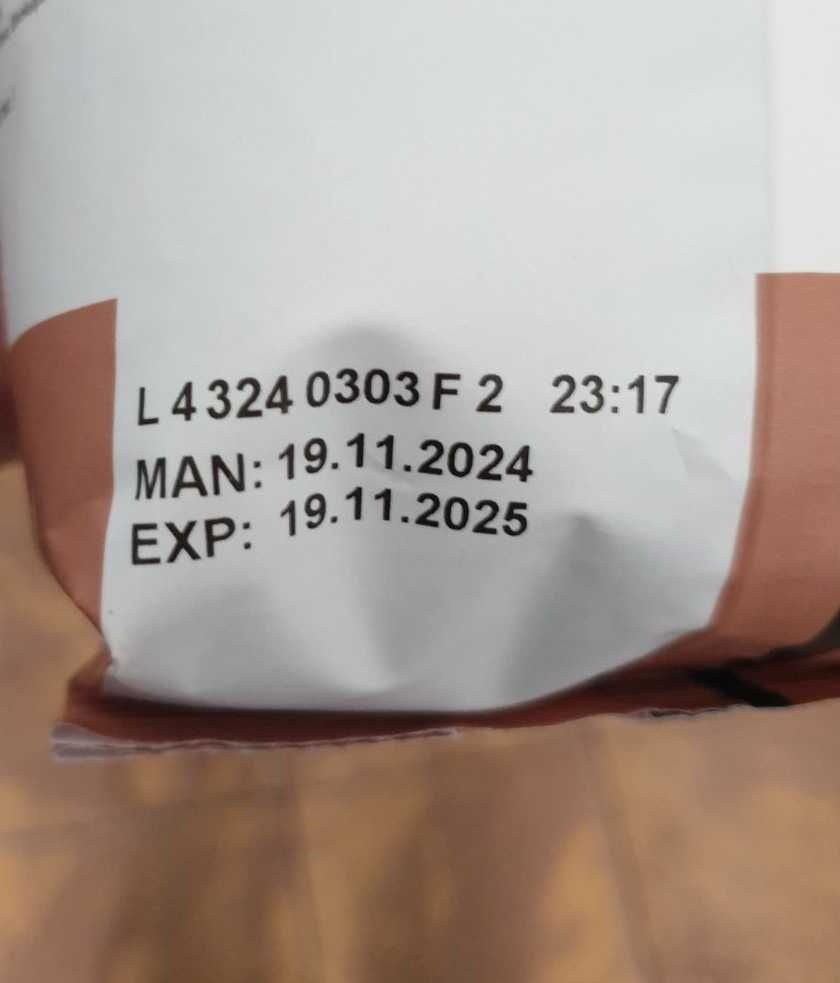 L 4 324 0303 F 2 23:17
MAN: 19.11.2024
EXP: 19.11.2025